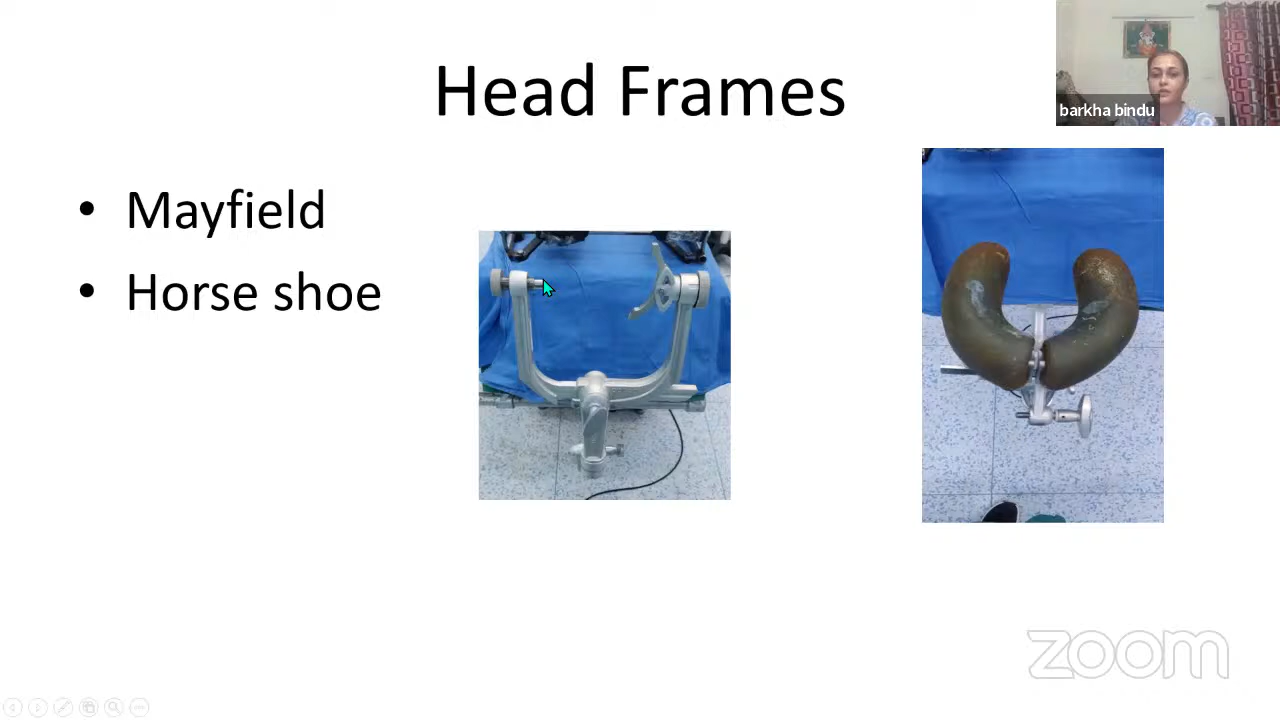 Head Frames
barkha bindu
• Mayfield
• Horse shoe
zoom